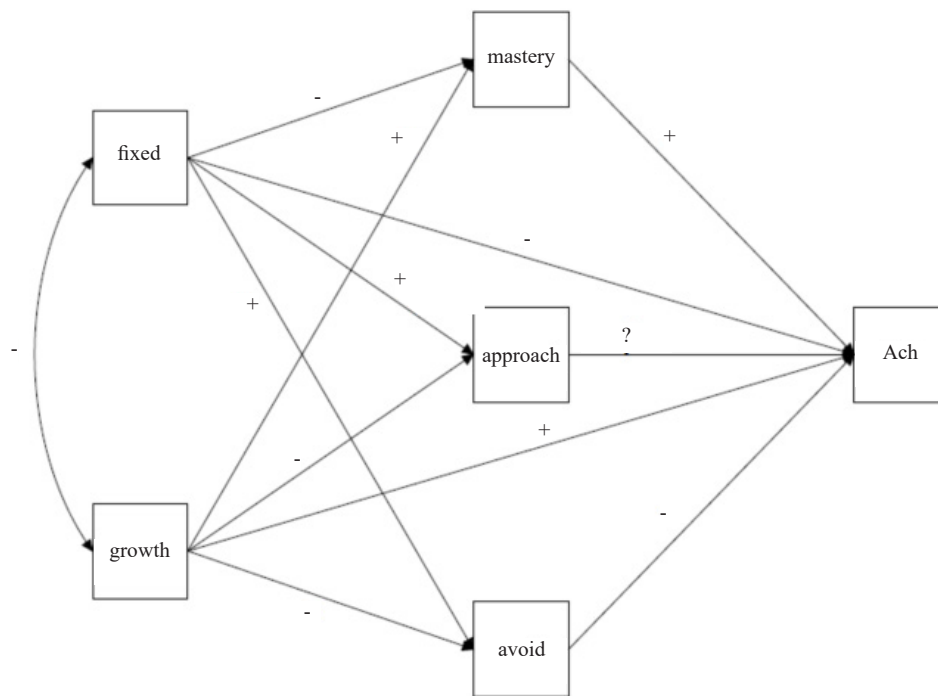 mastery
-
+
+
fixed
-
+
+
-
?
-
approach
Ach
+
-
-
growth
-
avoid